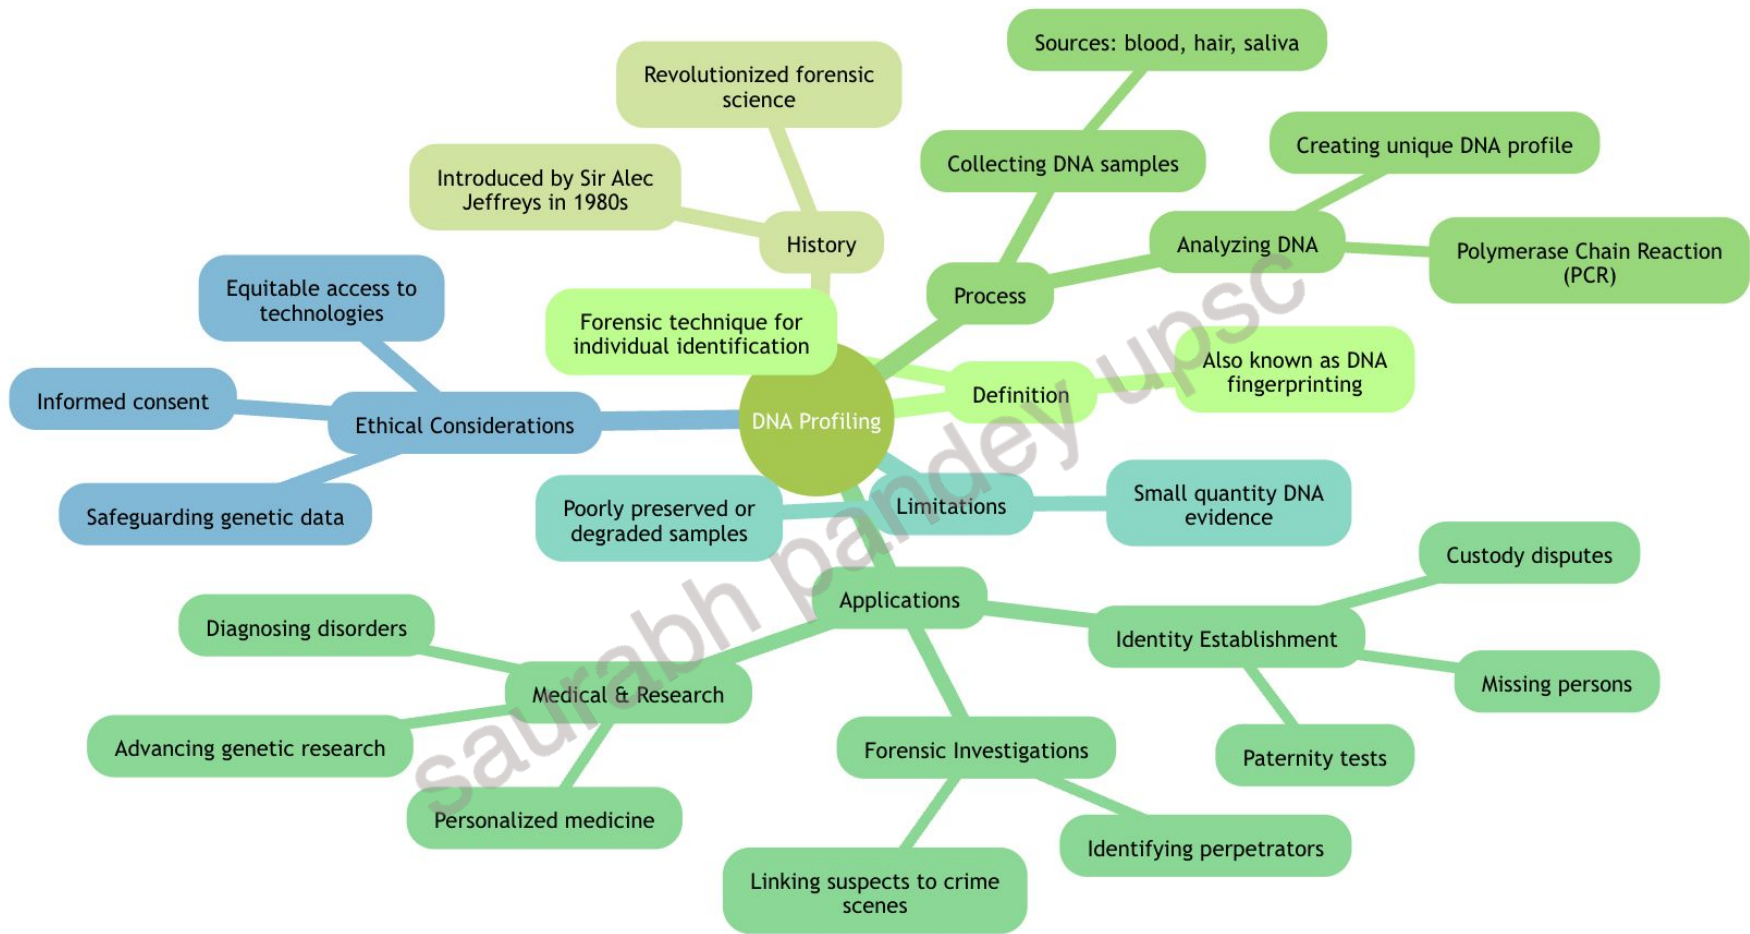 Sources: blood, hair, saliva
Revolutionized forensic
science
Creating unique DNA profile
Collecting DNA samples
Introduced by Sir Alec
Jeffreys in 1980s
History
Analyzing DNA
Polymerase Chain Reaction
(PCR)
Process
Equitable access to
technologies
Forensic technique for
individual identification
Also known as DNA
fingerprinting
Definition
Informed consent
Ethical Considerations
DNA Profiling
Safeguarding genetic data
Poorly preserved or
degraded samples
Limitations
Small quantity DNA
evidence
Custody disputes
Applications
Diagnosing disorders
Identity Establishment
Missing persons
Medical & Research
Advancing genetic research
Forensic Investigations
Paternity tests
Personalized medicine
Identifying perpetrators
Linking suspects to crime
scenes
saurabh pandey upsc